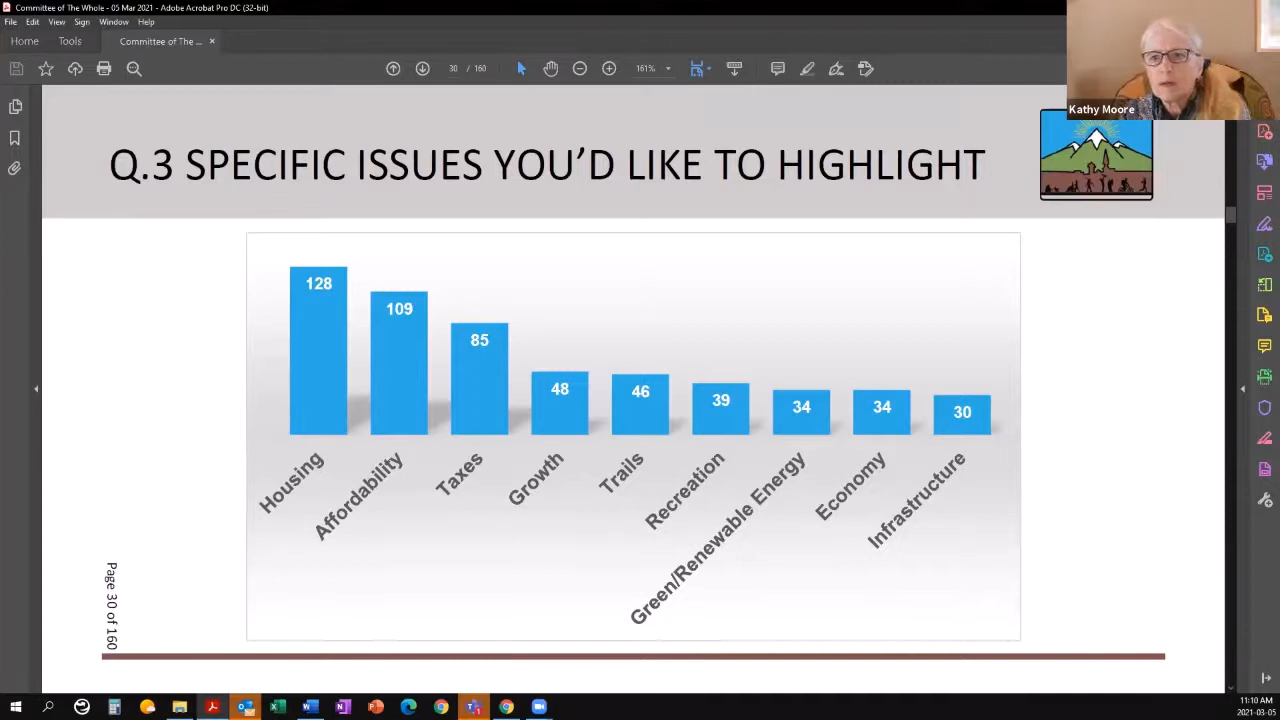 Committee of The Whole - 05 Mar 2021 - Adobe Acrobat Pro DC (32-bit)
File Edit View Sign Window Help
Home Tools Committee of The ... ×
30 / 160 161%
Kathy Moore
Q.3 SPECIFIC ISSUES YOU’D LIKE TO HIGHLIGHT
128
109
85
48
46
39
34
34
30
Housing
Affordability
Taxes
Growth
Trails
Recreation
Green/Renewable Energy
Economy
Infrastructure
Page 30 of 160
11:10 AM
2021-03-05